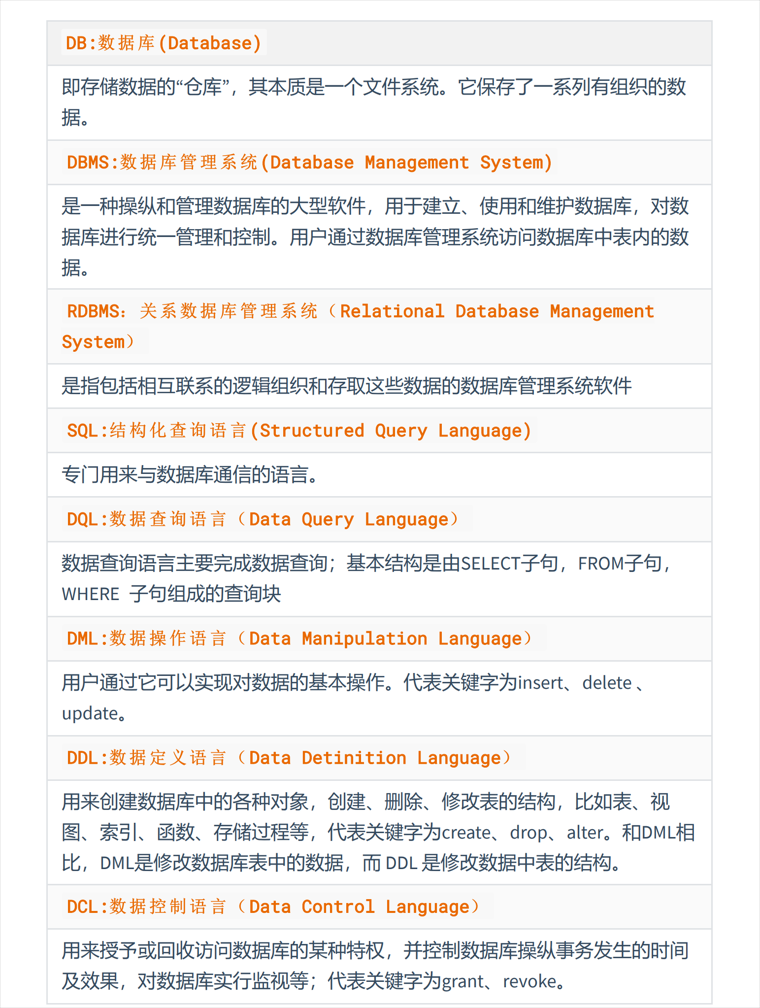 DB:数据库(Database)
即存储数据的“仓库”，其本质是一个文件系统。它保存了一系列有组织的数
据。
DBMS:数据库管理系统(Database Management System)
是一种操纵和管理数据库的大型软件，用于建立、使用和维护数据库，对数
据库进行统一管理和控制。用户通过数据库管理系统访问数据库中表内的数
据。
RDBMS：关系数据库管理系统（Relational Database Management
System）
是指包括相互联系的逻辑组织和存取这些数据的数据库管理系统软件
SQL:结构化查询语言(Structured Query Language)
专门用来与数据库通信的语言。
DQL:数据查询语言（Data Query Language）
数据查询语言主要完成数据查询；基本结构是由SELECT子句，FROM子句，
WHERE 子句组成的查询块
DML:数据操作语言（Data Manipulation Language）
用户通过它可以实现对数据的基本操作。代表关键字为insert、delete 、
update。
DDL:数据定义语言（Data Detinition Language）
用来创建数据库中的各种对象，创建、删除、修改表的结构，比如表、视
图、索引、函数、存储过程等，代表关键字为create、drop、alter。和DML相
比，DML是修改数据库表中的数据，而 DDL 是修改数据中表的结构。
DCL:数据控制语言（Data Control Language）
用来授予或回收访问数据库的某种特权，并控制数据库操纵事务发生的时间
及效果，对数据库实行监视等；代表关键字为grant、revoke。